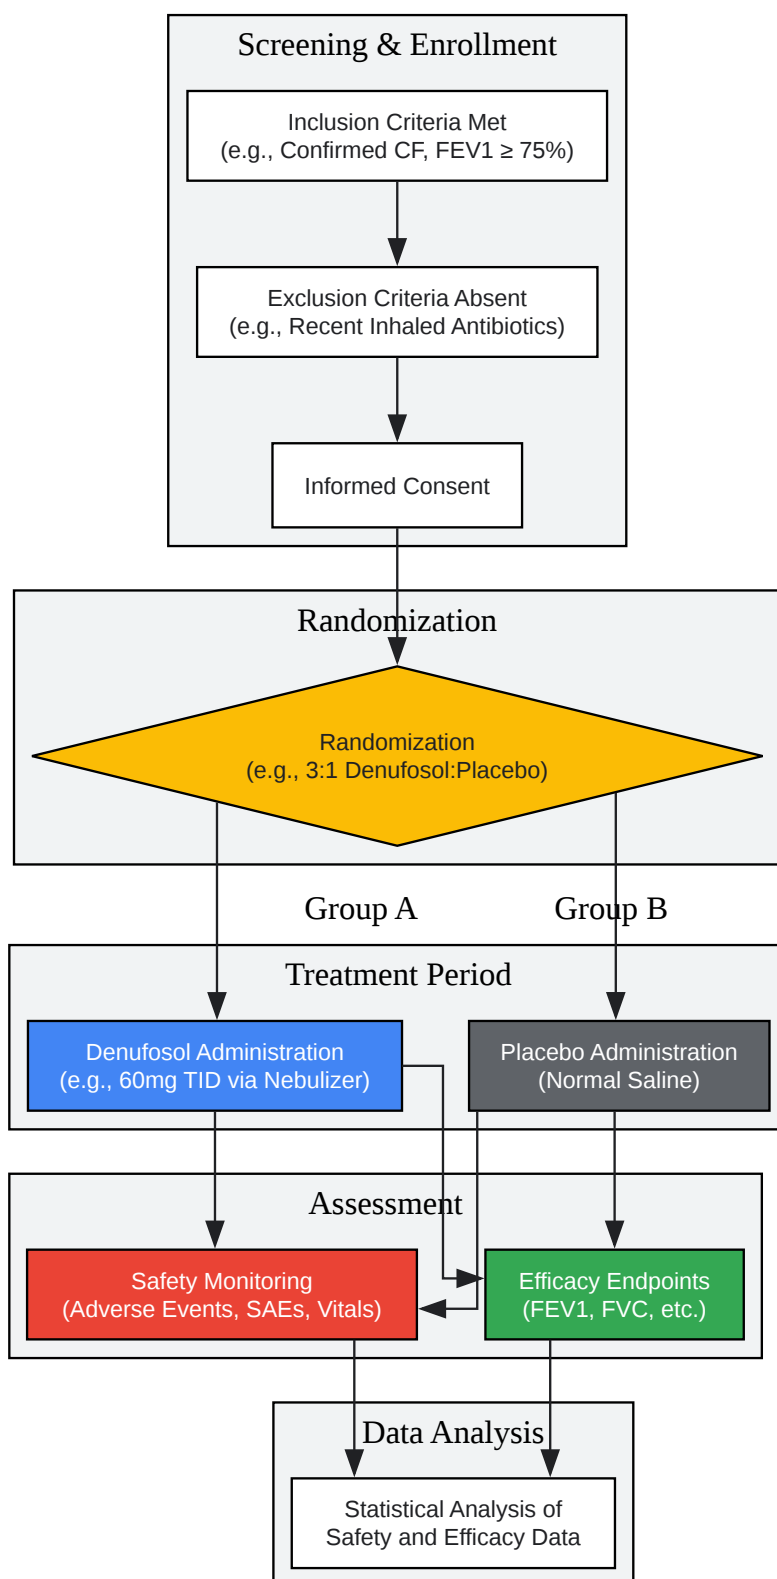 Screening & Enrollment
Inclusion Criteria Met
(e.g., Confirmed CF, FEV1 ≥ 75%)
Exclusion Criteria Absent
(e.g., Recent Inhaled Antibiotics)
Informed Consent
Randomization
Randomization
(e.g., 3:1 Denufosol:Placebo)
Group A
Group B
Treatment Period
Denufosol Administration
(e.g., 60mg TID via Nebulizer)
Placebo Administration
(Normal Saline)
Assessment
Safety Monitoring
(Adverse Events, SAEs, Vitals)
Efficacy Endpoints
(FEV1, FVC, etc.)
Data Analysis
Statistical Analysis of
Safety and Efficacy Data